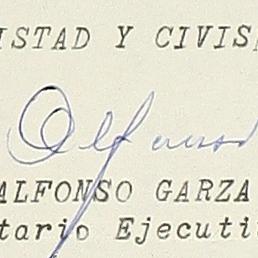 ISTAD Y CIVIS
Alfonso
ALFONSO GARZA
tario Ejecuti